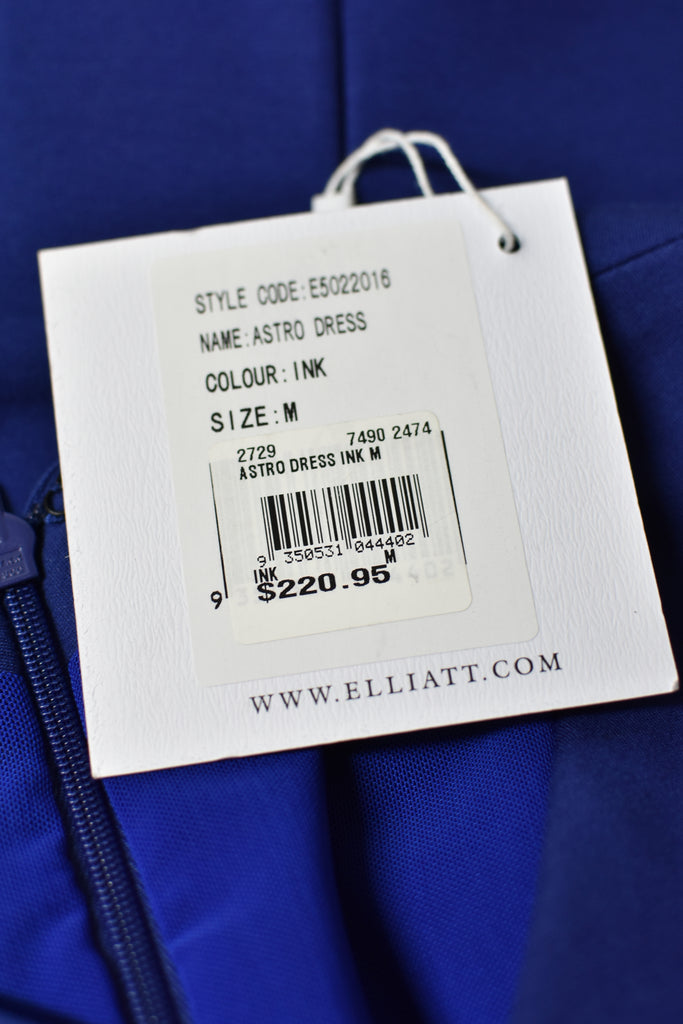 STYLE CODE:E5022016
NAME:ASTRO DRESS
COLOUR:INK
SIZE:M
2729 7490 2474
ASTRO DRESS INK M
9 350531 044402
INK M
$220.95
9
WWW.ELLIATT.COM